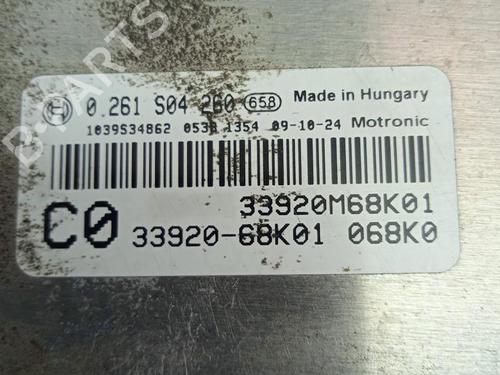 B-PARTS
0 261 S04 260 658 Made in Hungary
1039S34862 0538 1354 09-10-24 Motronic
33920M68K01
C0 33920-68K01 068K0